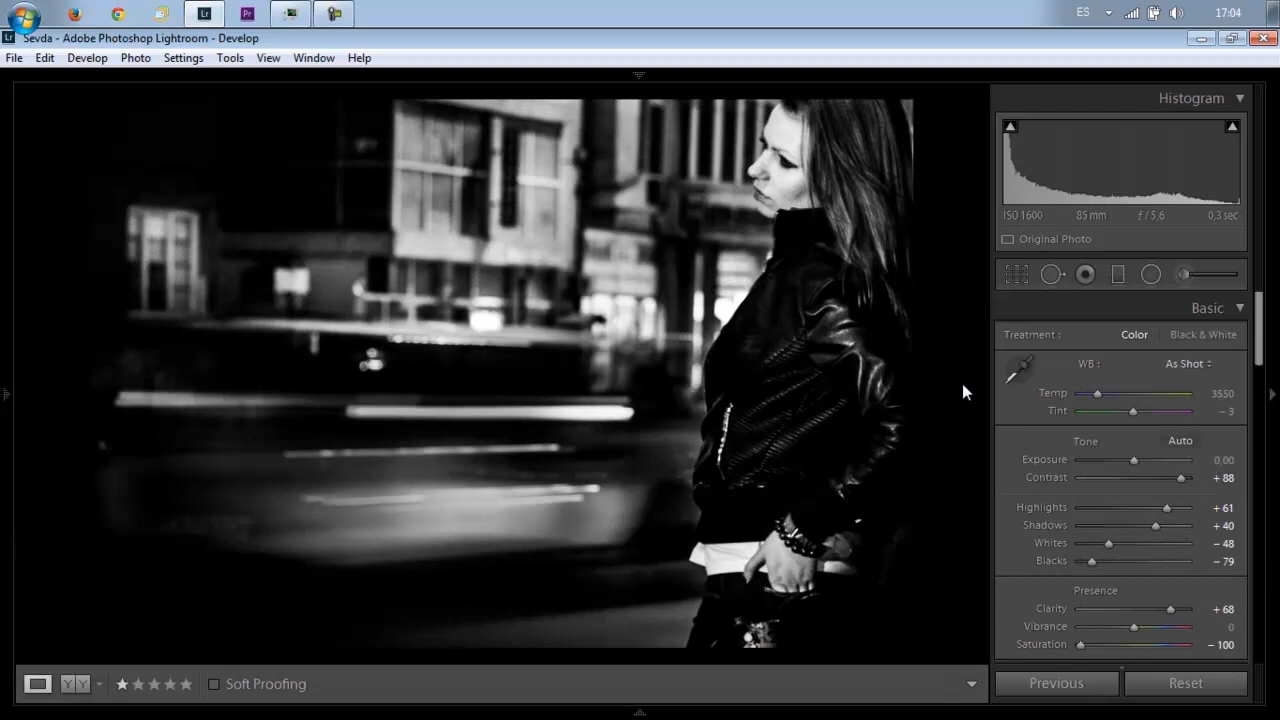 Lr
Pr
ES
17:04
Lr
Sevda - Adobe Photoshop Lightroom - Develop
File Edit Develop Photo Settings Tools View Window Help
Histogram
ISO 1600 85 mm ƒ / 5,6 0,3 sec
Original Photo
Basic
Treatment : Color Black & White
WB : As Shot
Temp 3550
Tint – 3
Tone Auto
Exposure 0,00
Contrast + 88
Highlights + 61
Shadows + 40
Whites – 48
Blacks – 79
Presence
Clarity + 68
Vibrance 0
Saturation – 100
Y Y
Soft Proofing
Previous Reset